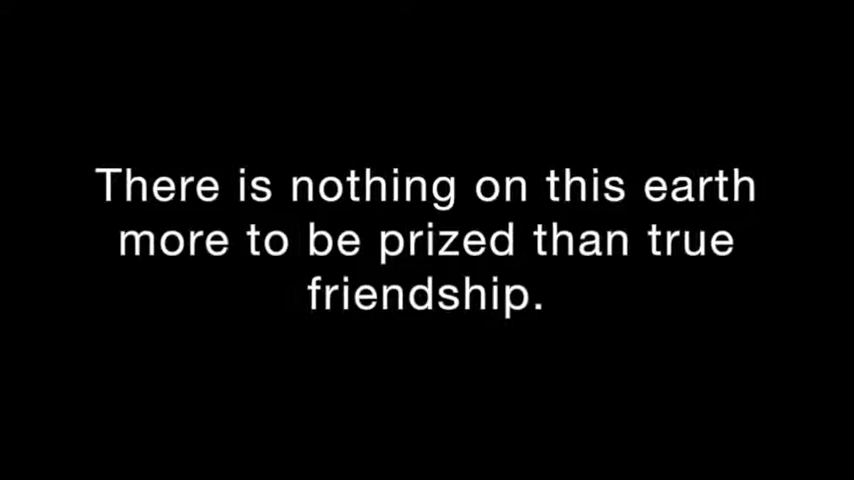 There is nothing on this earth
more to be prized than true
friendship.